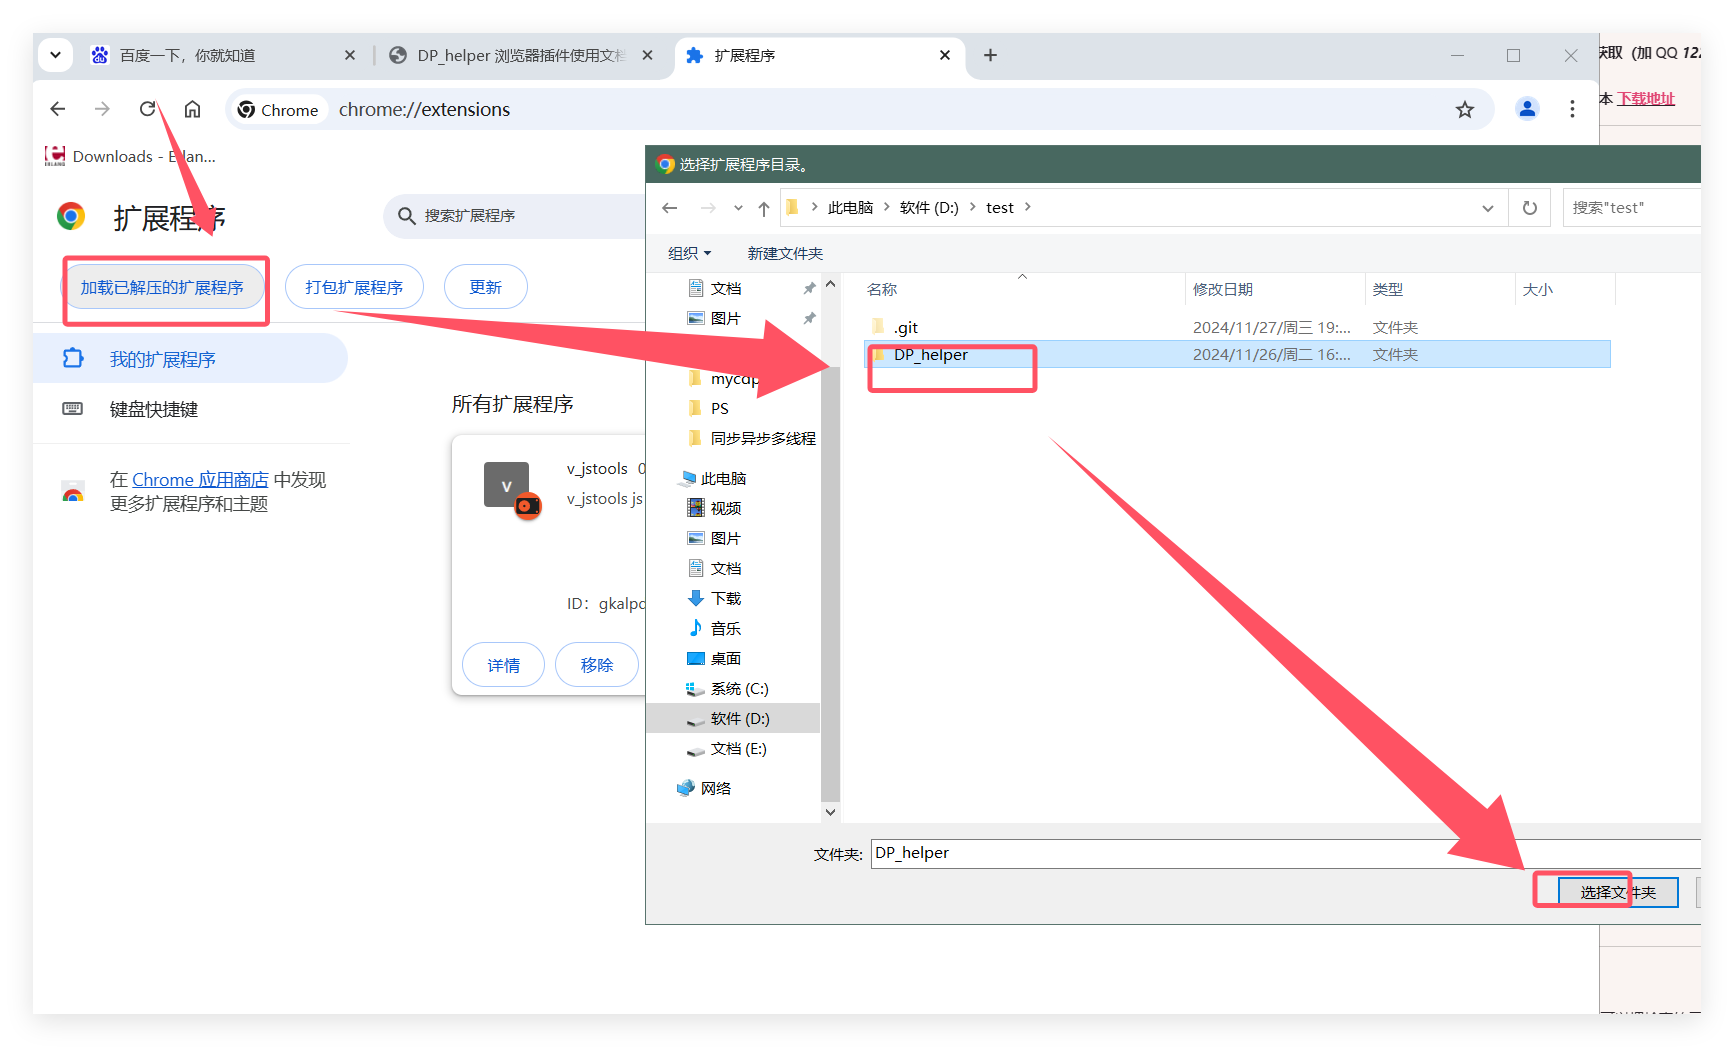 百度一下，你就知道
DP_helper 浏览器插件使用文档
扩展程序
获取（加 QQ 12
Chrome
chrome://extensions
本 下载地址
Downloads - Erlan...
选择扩展程序目录。
扩展程序
搜索扩展程序
此电脑
软件 (D:)
test
搜索"test"
组织
新建文件夹
加载已解压的扩展程序
打包扩展程序
更新
文档
名称
修改日期
类型
大小
图片
.git
2024/11/27/周三 19:...
文件夹
我的扩展程序
DP_helper
2024/11/26/周二 16:...
文件夹
mycdp
键盘快捷键
所有扩展程序
PS
同步异步多线程
v_jstools 0
在 Chrome 应用商店 中发现
更多扩展程序和主题
v
v_jstools js
此电脑
视频
图片
文档
下载
ID：gkalpd
音乐
详情
移除
桌面
系统 (C:)
软件 (D:)
文档 (E:)
网络
文件夹:
DP_helper
选择文件夹